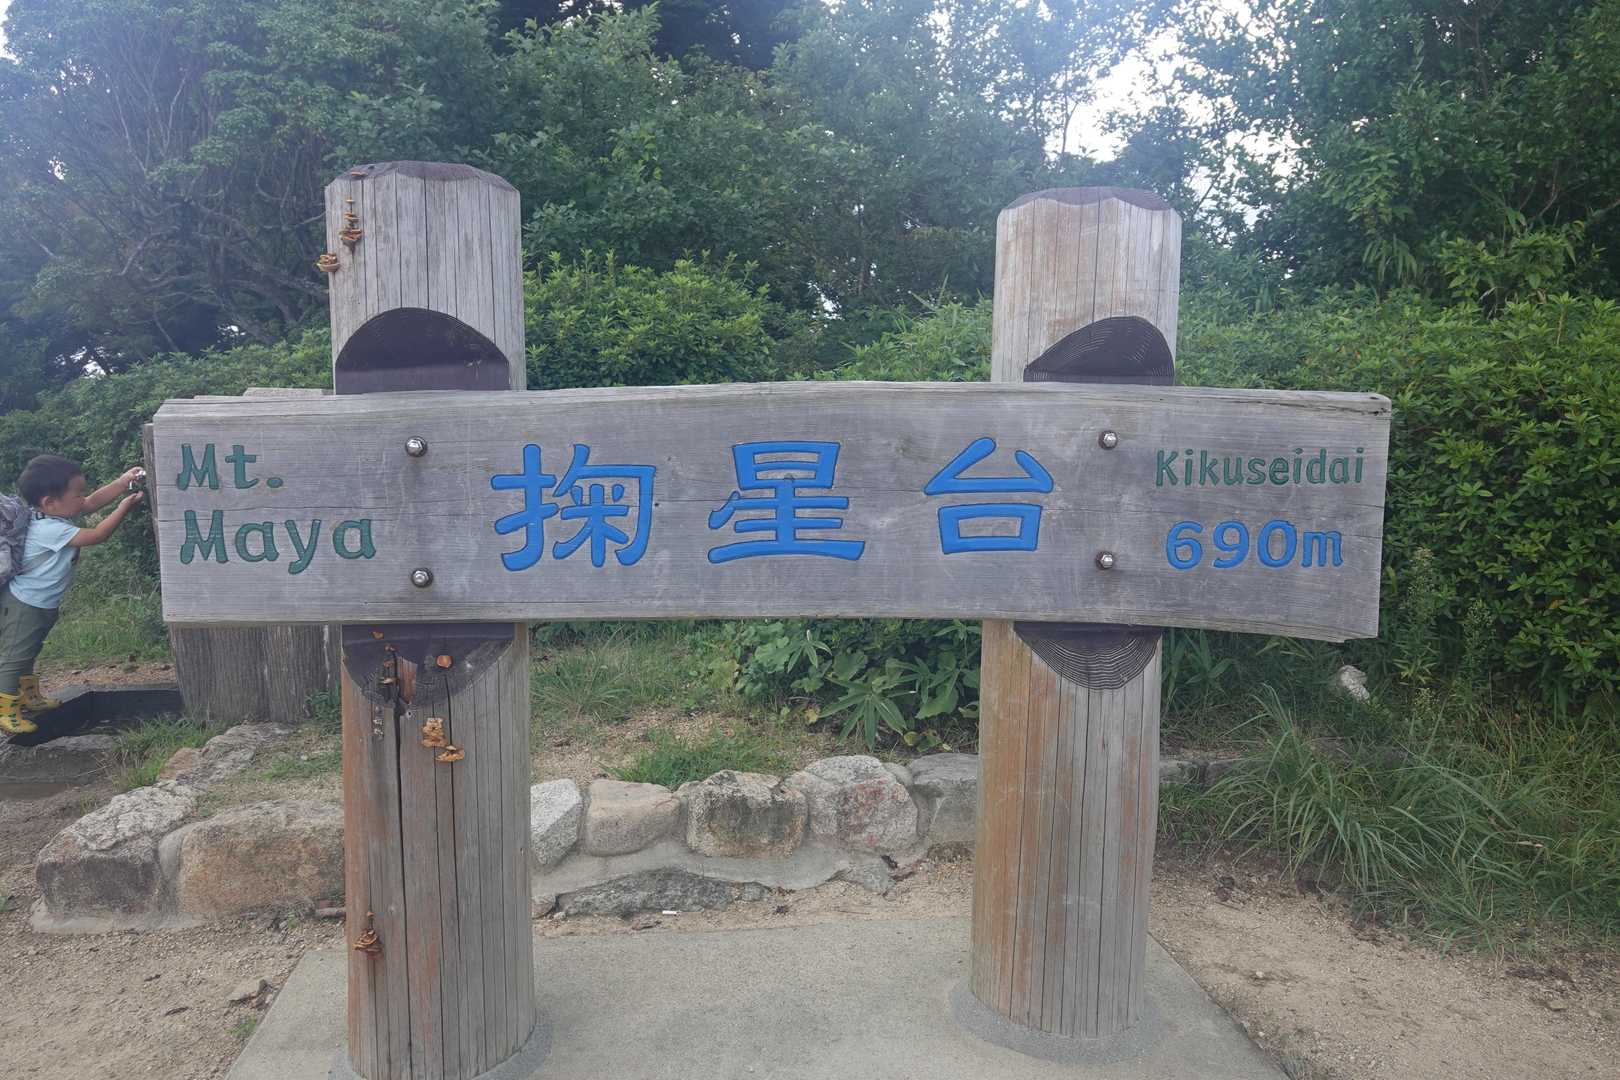 Mt.
Maya
掬星台
Kikuseidai
690m